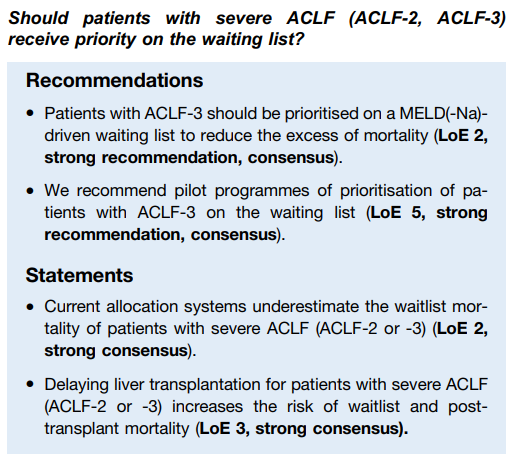 Should patients with severe ACLF (ACLF-2, ACLF-3)
receive priority on the waiting list?
Recommendations
• Patients with ACLF-3 should be prioritised on a MELD(-Na)-
driven waiting list to reduce the excess of mortality (LoE 2,
strong recommendation, consensus).
• We recommend pilot programmes of prioritisation of pa-
tients with ACLF-3 on the waiting list (LoE 5, strong
recommendation, consensus).
Statements
• Current allocation systems underestimate the waitlist mor-
tality of patients with severe ACLF (ACLF-2 or -3) (LoE 2,
strong consensus).
• Delaying liver transplantation for patients with severe ACLF
(ACLF-2 or -3) increases the risk of waitlist and post-
transplant mortality (LoE 3, strong consensus).